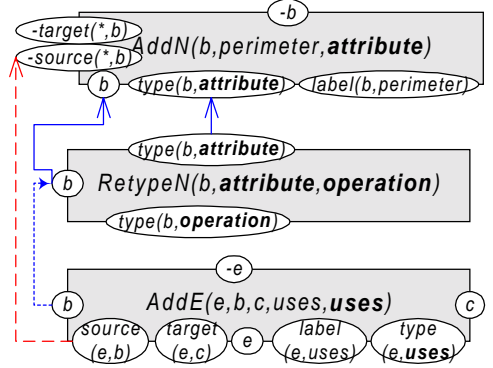 -b
-target(*,b)
-source(*,b)
AddN(b,perimeter,attribute)
b
type(b,attribute)
label(b,perimeter)
type(b,attribute)
b
RetypeN(b,attribute,operation)
type(b,operation)
-e
b
AddE(e,b,c,uses,uses)
c
source
(e,b)
target
(e,c)
e
label
(e,uses)
type
(e,uses)